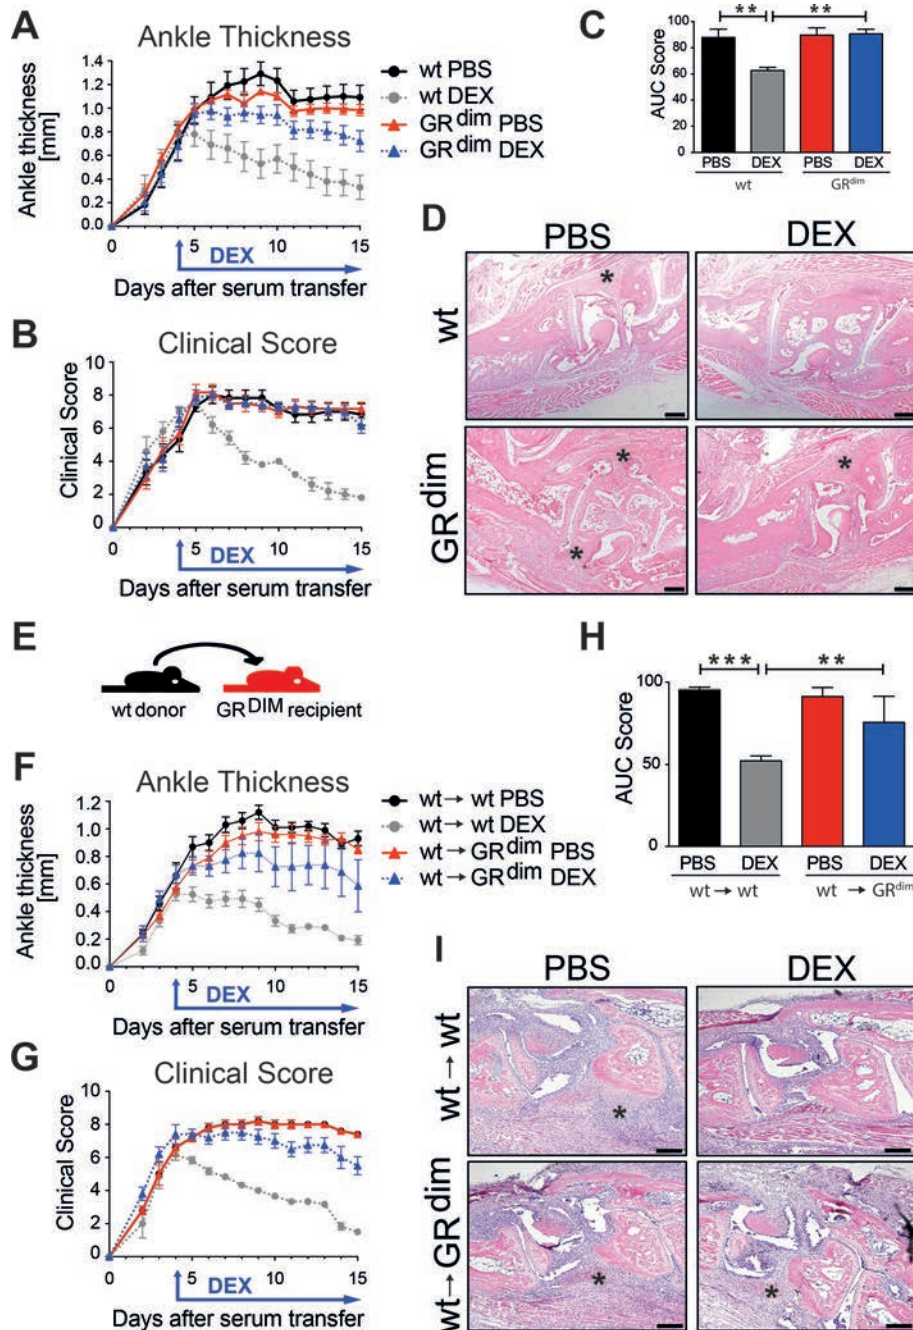 A
Ankle Thickness
Ankle thickness
[mm]
1.4
1.2
1.0
0.8
0.6
0.4
0.2
0.0
0 5 10 15
DEX
Days after serum transfer
wt PBS
wt DEX
GR dim PBS
GR dim DEX
B
Clinical Score
Clinical Score
10
8
6
4
2
0
0 5 10 15
DEX
Days after serum transfer
C
AUC Score
100
80
60
40
20
0
** **
PBS DEX PBS DEX
wt GRdim
D
PBS DEX
wt
*
GRdim
* *
*
E
wt donor GRDIM recipient
F
Ankle Thickness
Ankle thickness
[mm]
1.2
1.0
0.8
0.6
0.4
0.2
0.0
0 5 10 15
DEX
Days after serum transfer
wt → wt PBS
wt → wt DEX
wt → GRdim PBS
wt → GRdim DEX
G
Clinical Score
Clinical Score
10
8
6
4
2
0
0 5 10 15
DEX
Days after serum transfer
H
AUC Score
100
50
0
*** **
PBS DEX PBS DEX
wt → wt wt → GRdim
I
PBS DEX
wt → wt
*
wt → GRdim
* *